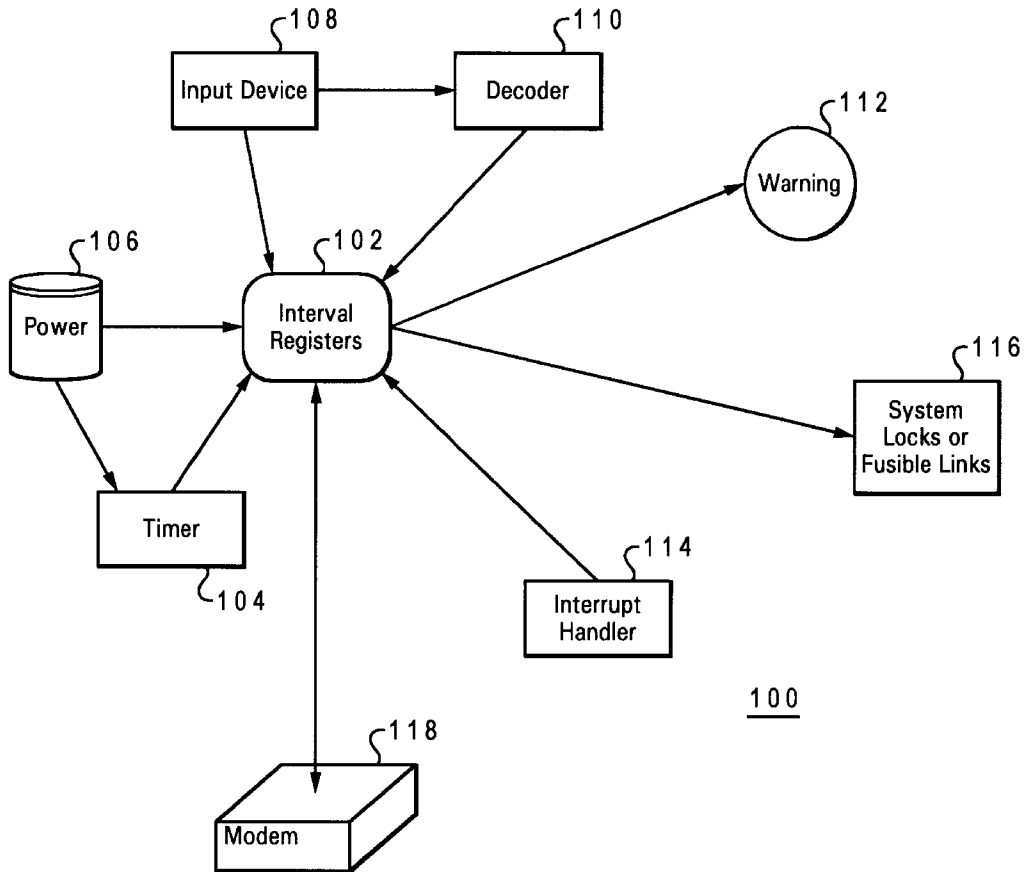 108
110
Input Device
Decoder
112
Warning
106
102
Power
Interval
Registers
116
System
Locks or
Fusible Links
Timer
104
114
Interrupt
Handler
100
118
Modem